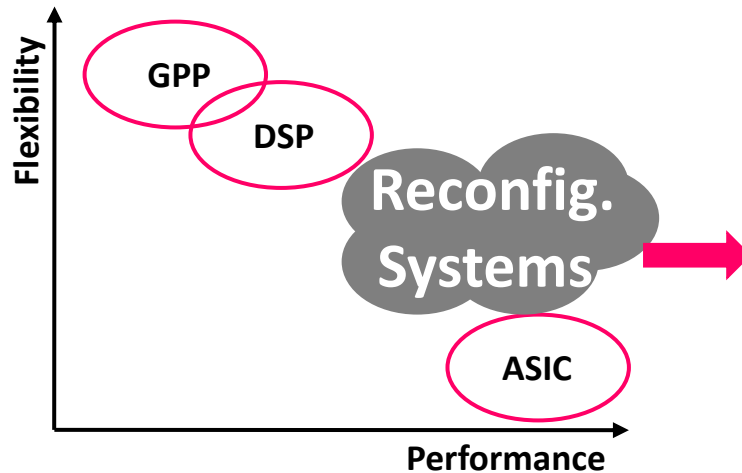 Flexibility
GPP
DSP
Reconfig.
Systems
ASIC
Performance